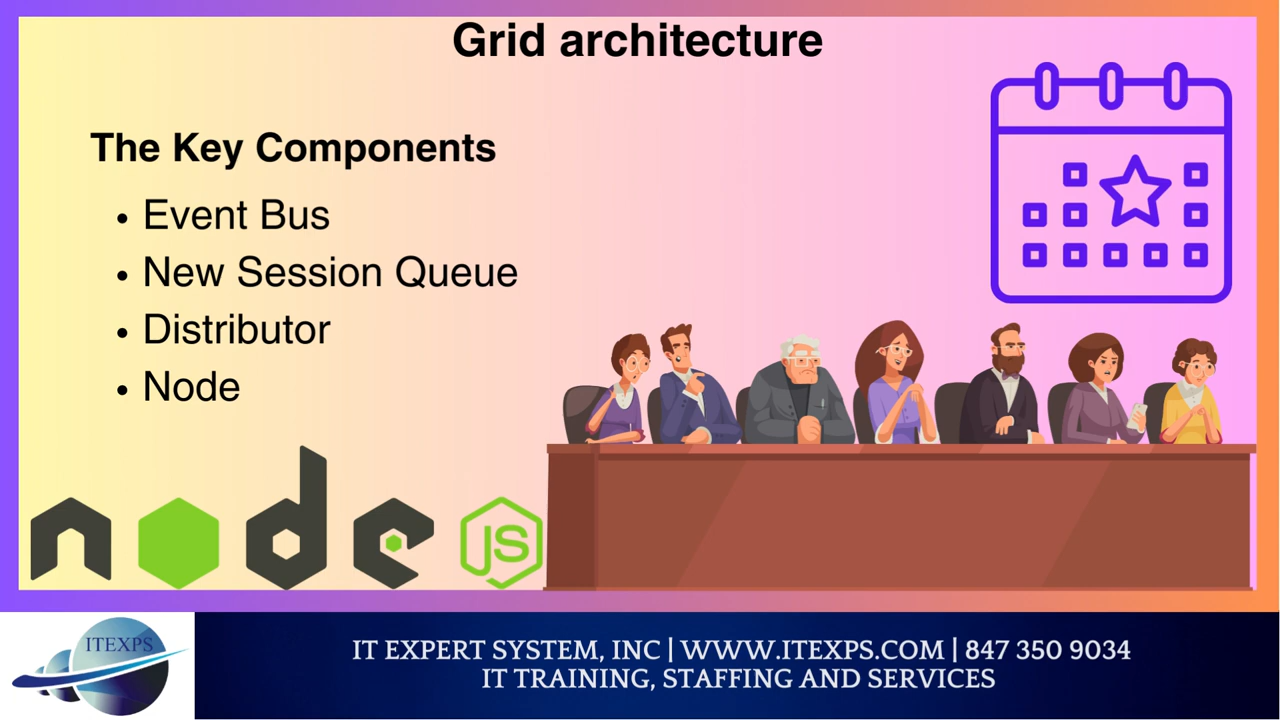 Grid architecture
The Key Components
• Event Bus
• New Session Queue
• Distributor
• Node
node
JS
ITEXPS
IT EXPERT SYSTEM, INC | WWW.ITEXPS.COM | 847 350 9034
IT TRAINING, STAFFING AND SERVICES